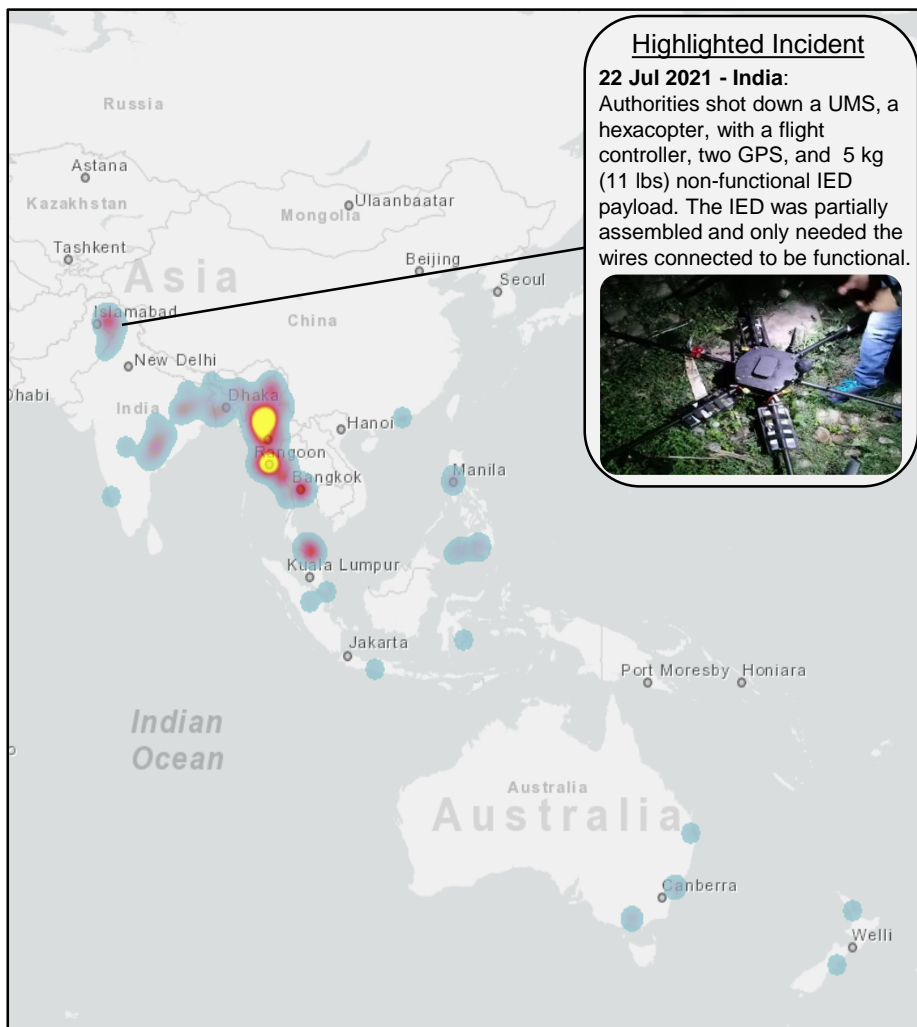 Highlighted Incident
22 Jul 2021 - India:
Authorities shot down a UMS, a
hexacopter, with a flight
controller, two GPS, and 5 kg
(11 lbs) non-functional IED
payload. The IED was partially
assembled and only needed the
wires connected to be functional.
Russia
Astana
Kazakhstan
Ulaanbaatar
Mongolia
Tashkent
Asia
Beijing
Seoul
Islamabad
China
New Delhi
Dhabi
India
Dhaka
Hanoi
Rangoon
Bangkok
Manila
Kuala Lumpur
Jakarta
Port Moresby
Honiara
Indian
Ocean
Australia
Australia
Canberra
Welli